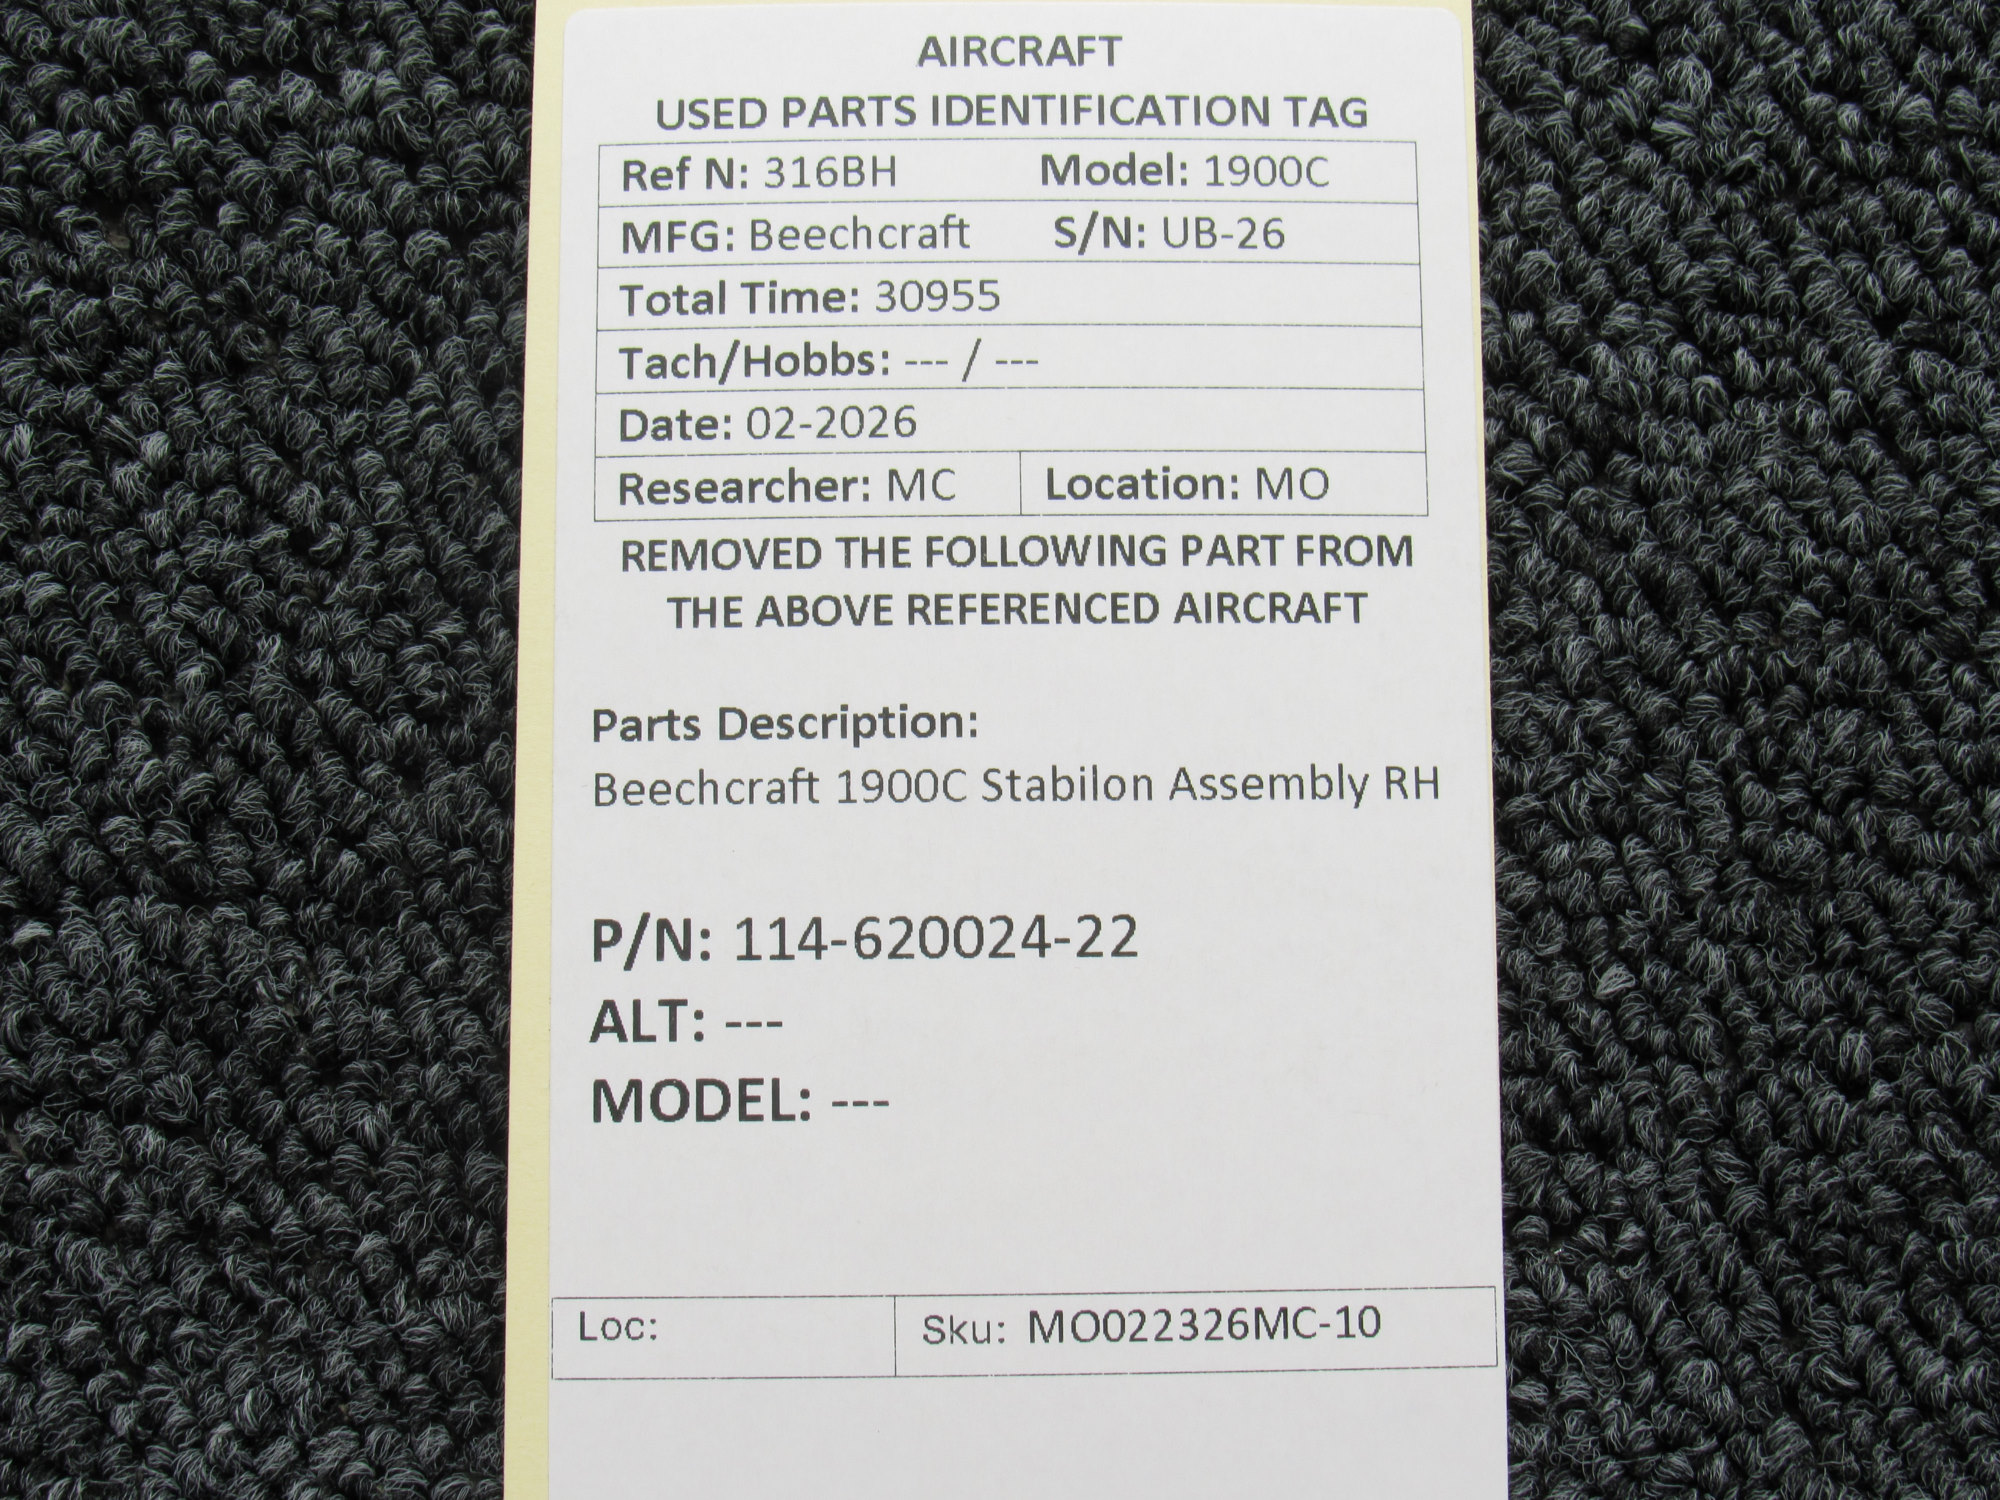 AIRCRAFT
USED PARTS IDENTIFICATION TAG
Ref N: 316BH Model: 1900C
MFG: Beechcraft S/N: UB-26
Total Time: 30955
Tach/Hobbs: --- / ---
Date: 02-2026
Researcher: MC Location: MO
REMOVED THE FOLLOWING PART FROM
THE ABOVE REFERENCED AIRCRAFT
Parts Description:
Beechcraft 1900C Stabilon Assembly RH
P/N: 114-620024-22
ALT: ---
MODEL: ---
Loc: Sku: MO022326MC-10